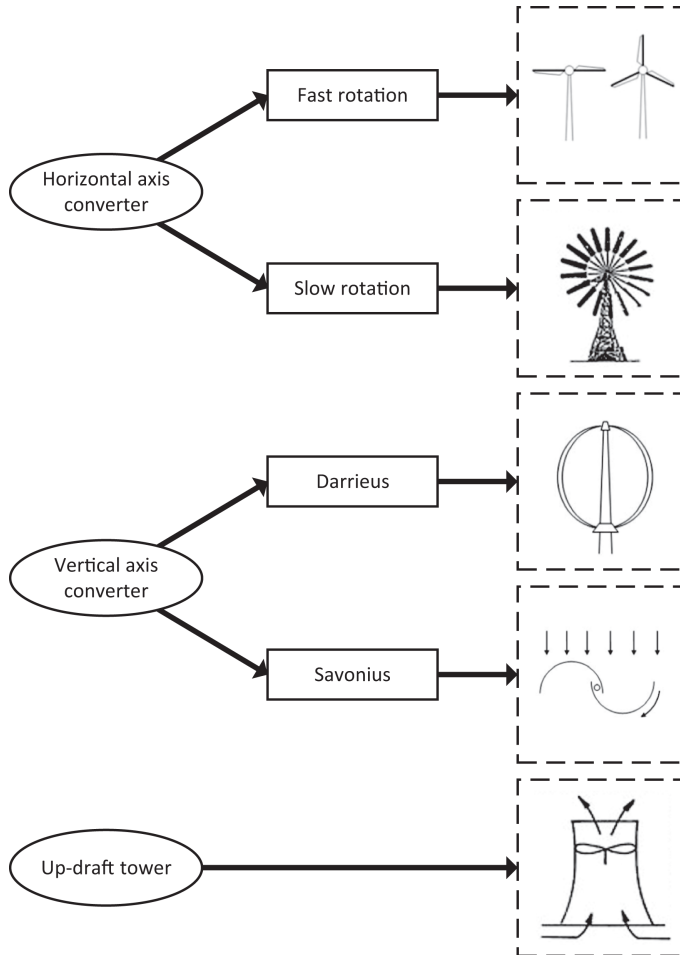 Fast rotation
Horizontal axis
converter
Slow rotation
Darrieus
Vertical axis
converter
Savonius
Up-draft tower